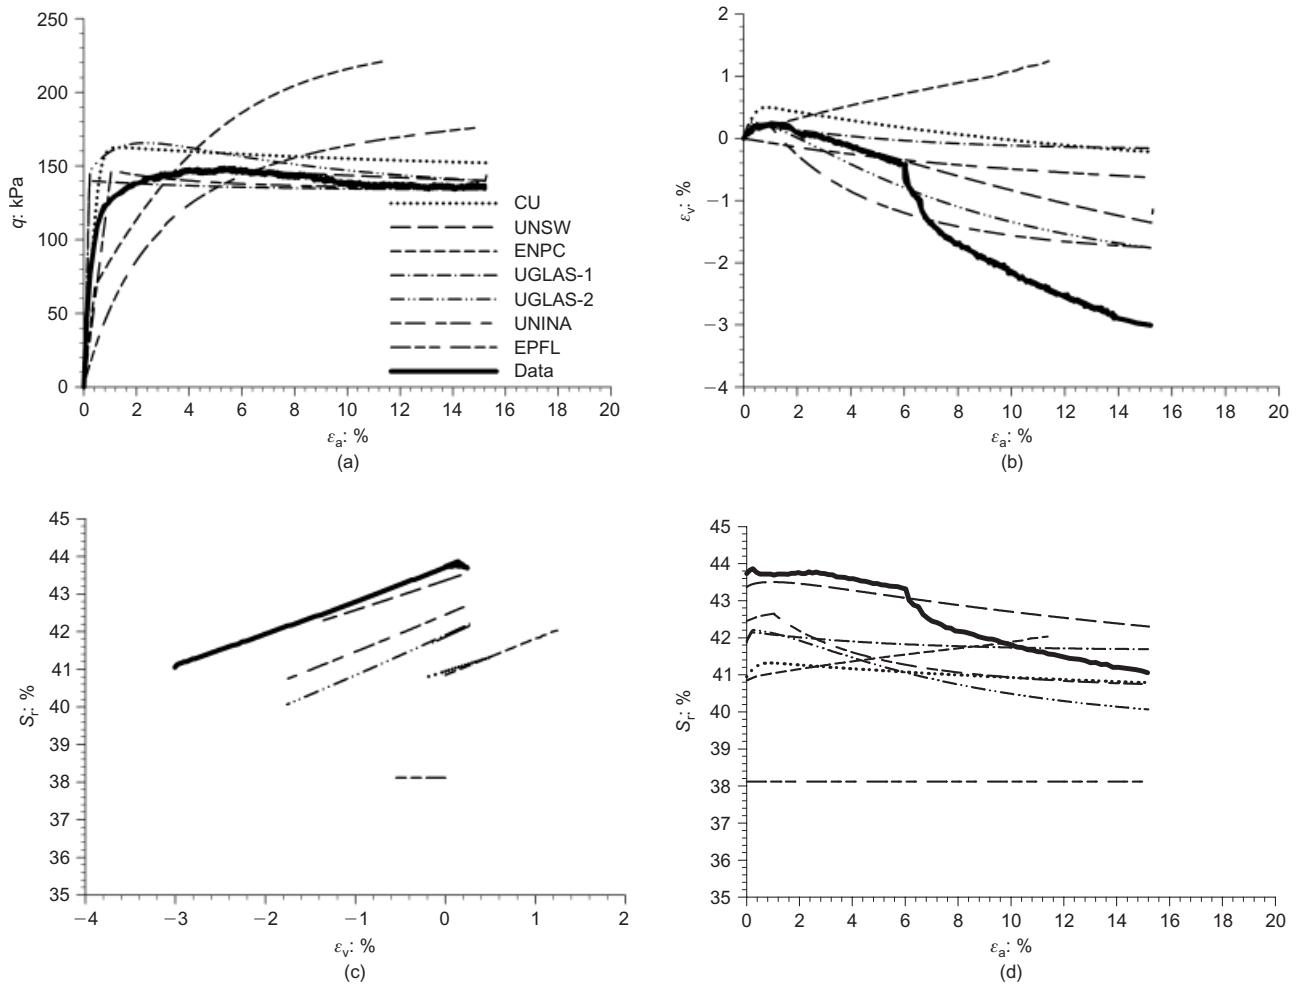 250
200
150
100
50
0
q: kPa
0 2 4 6 8 10 12 14 16 18 20
εa: %
(a)
CU
UNSW
ENPC
UGLAS-1
UGLAS-2
UNINA
EPFL
Data
2
1
0
−1
−2
−3
−4
εv: %
0 2 4 6 8 10 12 14 16 18 20
εa: %
(b)
45
44
43
42
41
40
39
38
37
36
35
Sr: %
−4 −3 −2 −1 0 1 2
εv: %
(c)
45
44
43
42
41
40
39
38
37
36
35
Sr: %
0 2 4 6 8 10 12 14 16 18 20
εa: %
(d)